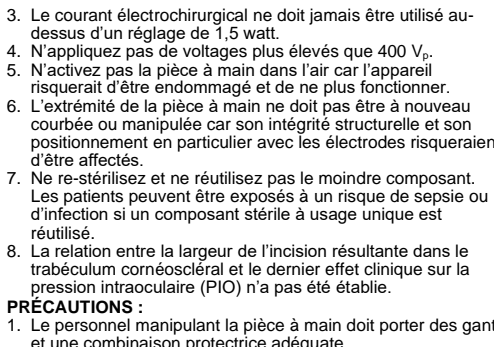 3. Le courant électrochirurgical ne doit jamais être utilisé au-
dessus d'un réglage de 1,5 watt.
4. N'appliquez pas de voltages plus élevés que 400 Vp.
5. N'activez pas la pièce à main dans l'air car l'appareil
risquerait d'être endommagé et de ne plus fonctionner.
6. L'extrémité de la pièce à main ne doit pas être à nouveau
courbée ou manipulée car son intégrité structurelle et son
positionnement en particulier avec les électrodes risqueraien
d'être affectés.
7. Ne re-stérilisez et ne réutilisez pas le moindre composant.
Les patients peuvent être exposés à un risque de sepsie ou
d'infection si un composant stérile à usage unique est
réutilisé.
8. La relation entre la largeur de l'incision résultante dans le
trabéculum cornéoscléral et le dernier effet clinique sur la
pression intraoculaire (PIO) n'a pas été établie.
PRÉCAUTIONS :
1. Le personnel manipulant la pièce à main doit porter des gant
et une combinaison protectrice adéquate